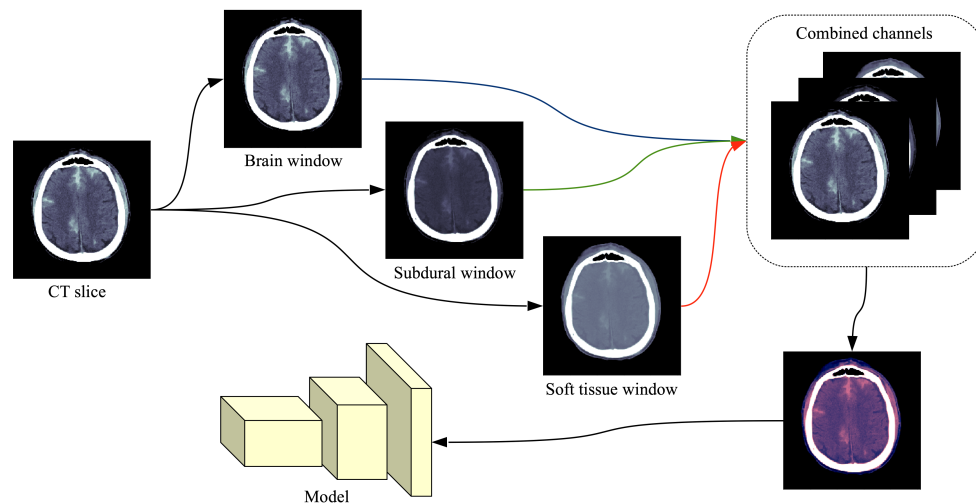 Combined channels
Brain window
Subdural window
CT slice
Soft tissue window
Model